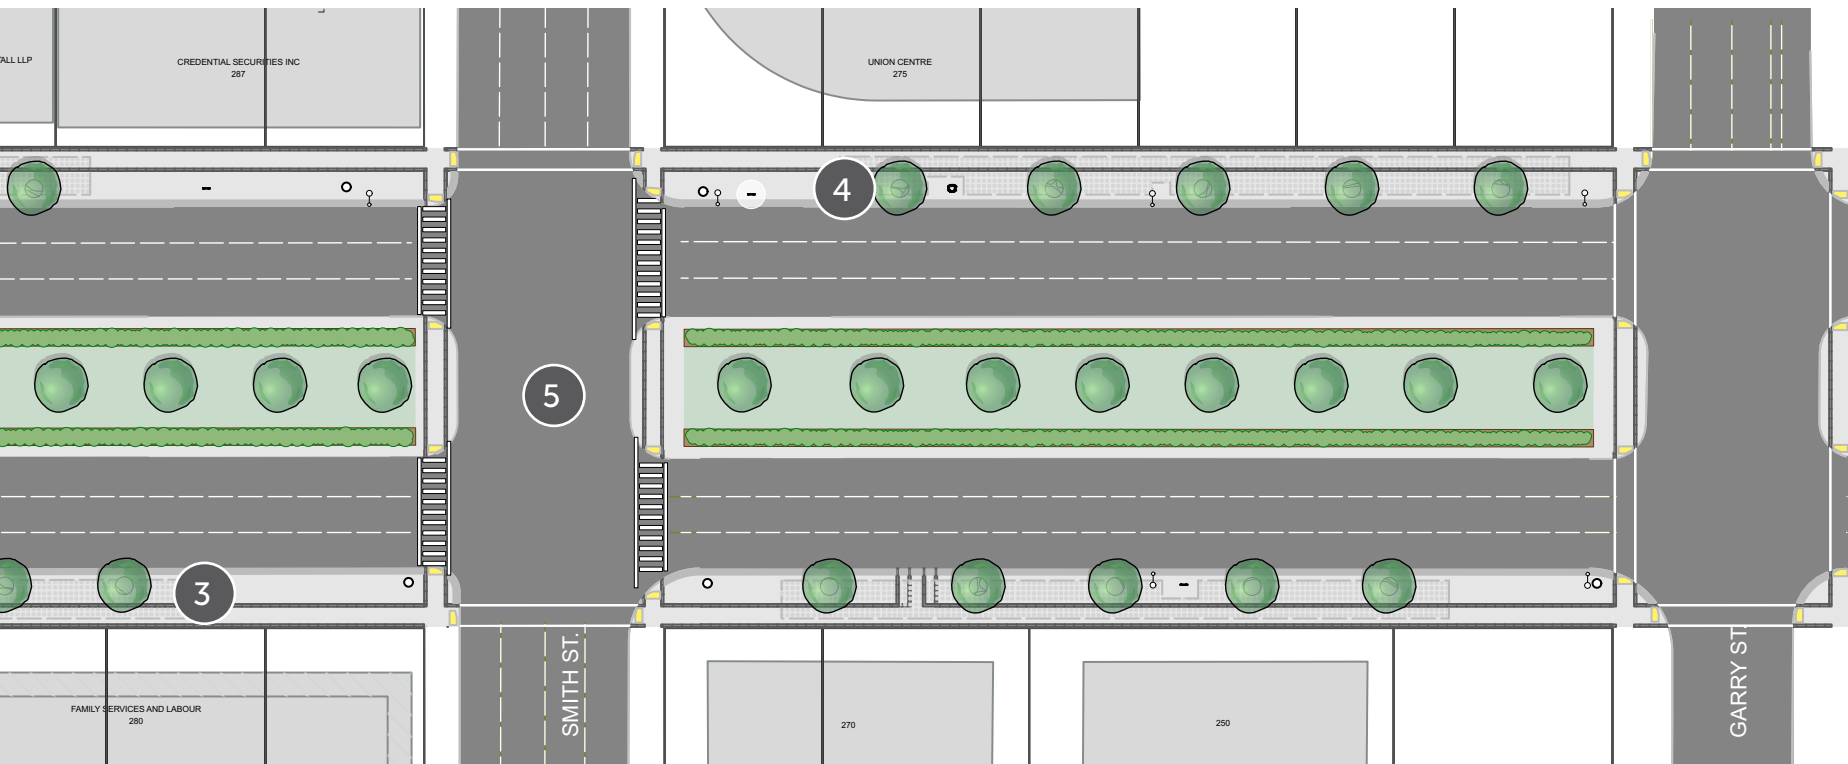 TALL LLP
CREDENTIAL SECURITIES INC
287
UNION CENTRE
275
4
5
3
SMITH ST.
GARRY ST.
FAMILY SERVICES AND LABOUR
280
270
250